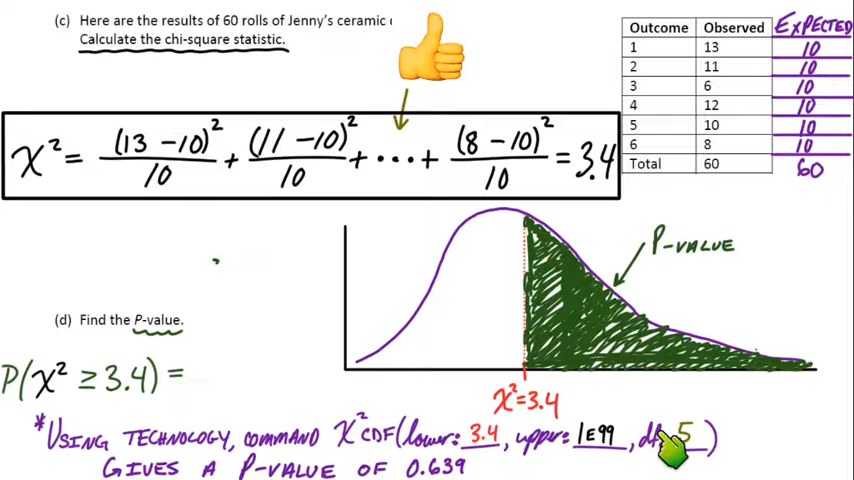 (c) Here are the results of 60 rolls of Jenny's ceramic
Calculate the chi-square statistic.
Outcome Observed EXPECTED
1 13 10
2 11 10
3 6 10
4 12 10
5 10 10
6 8 10
Total 60 60
χ² = (13 - 10)²/10 + (11 - 10)²/10 + ••• + (8 - 10)²/10 = 3.4
P-VALUE
(d) Find the P-value.
P(χ² ≥ 3.4) =
χ² = 3.4
*USING TECHNOLOGY, COMMAND χ²CDF(lower: 3.4, upper: 1E99, df: 5)
GIVES A P-VALUE OF 0.639